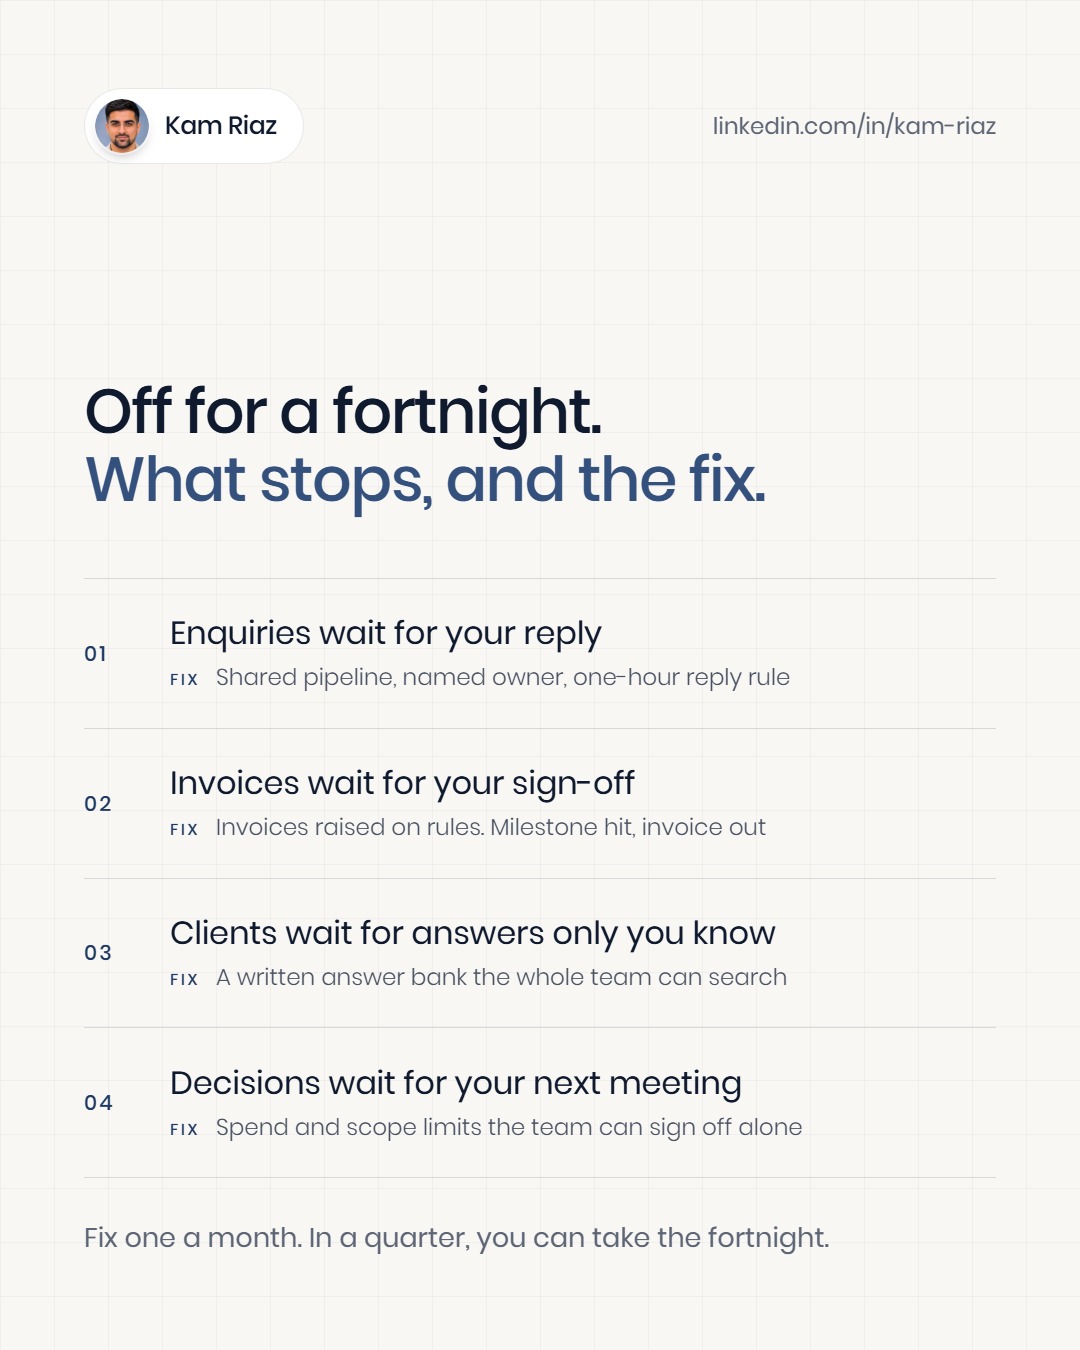 Kam Riaz
linkedin.com/in/kam-riaz
Off for a fortnight.
What stops, and the fix.
01
Enquiries wait for your reply
FIX Shared pipeline, named owner, one-hour reply rule
02
Invoices wait for your sign-off
FIX Invoices raised on rules. Milestone hit, invoice out
03
Clients wait for answers only you know
FIX A written answer bank the whole team can search
04
Decisions wait for your next meeting
FIX Spend and scope limits the team can sign off alone
Fix one a month. In a quarter, you can take the fortnight.